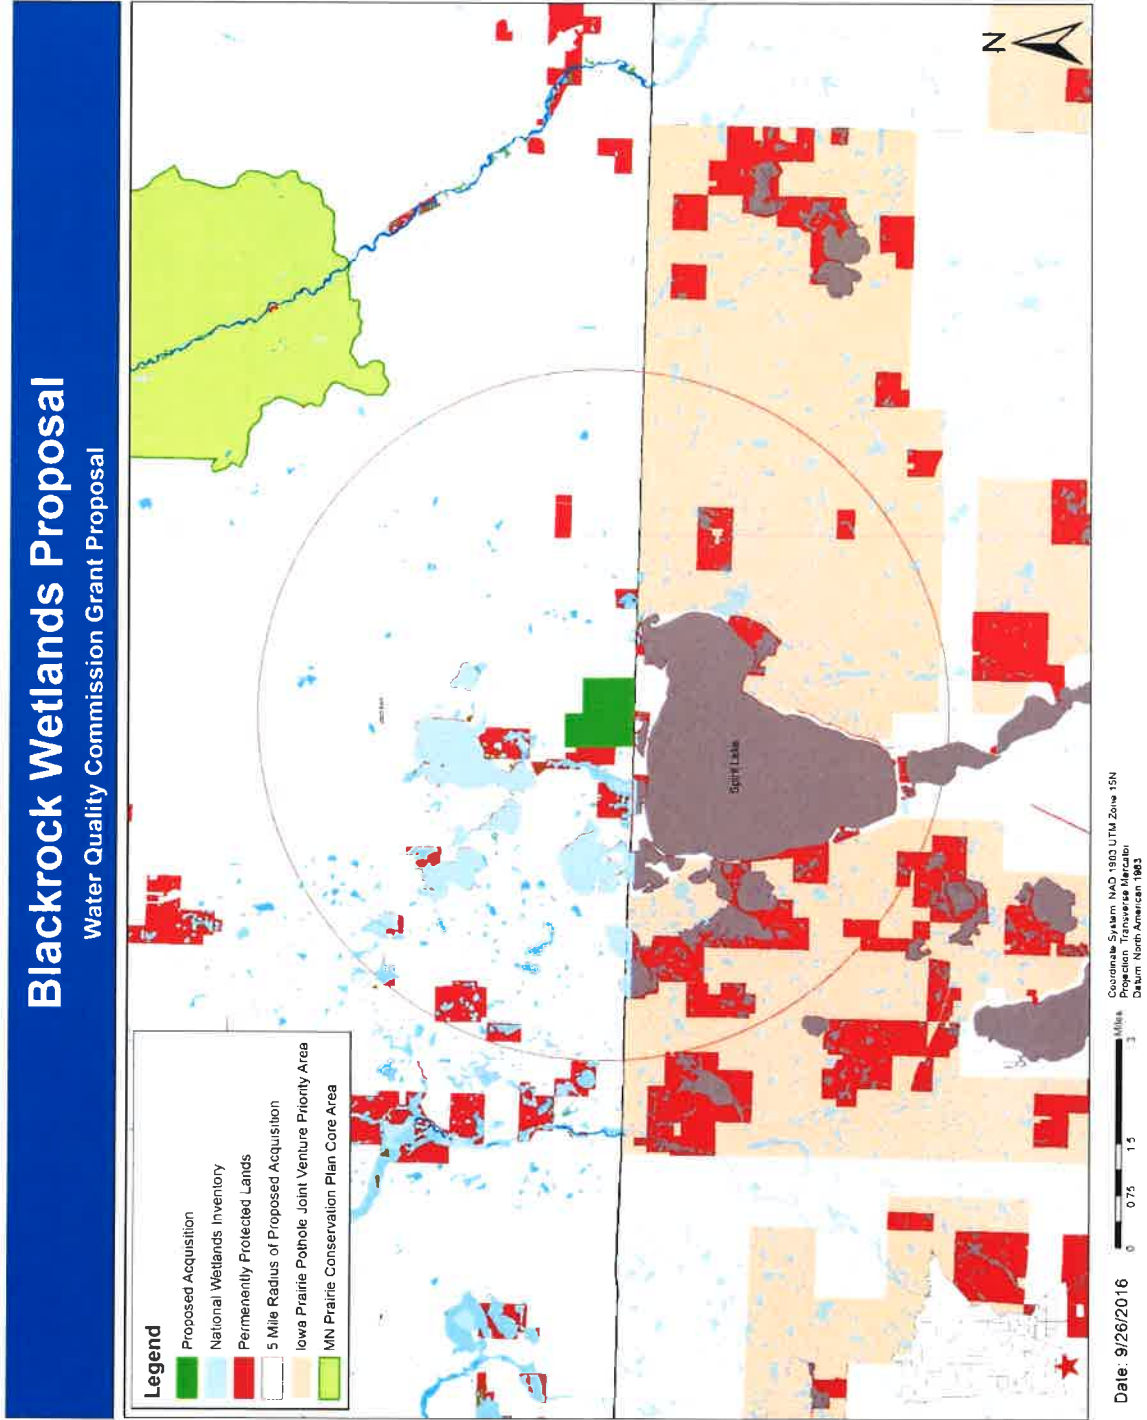 Blackrock Wetlands Proposal
Water Quality Commission Grant Proposal
N
Spirit Lake
Legend
Proposed Acquisition
National Wetlands Inventory
Permenently Protected Lands
5 Mile Radius of Proposed Acquisition
Iowa Prairie Pothole Joint Venture Priority Area
MN Prairie Conservation Plan Core Area
Date: 9/26/2016
0 0.75 1.5 3
Miles
Coordinate System: NAD 1983 UTM Zone 15N
Projection: Transverse Mercator
Datum: North American 1983